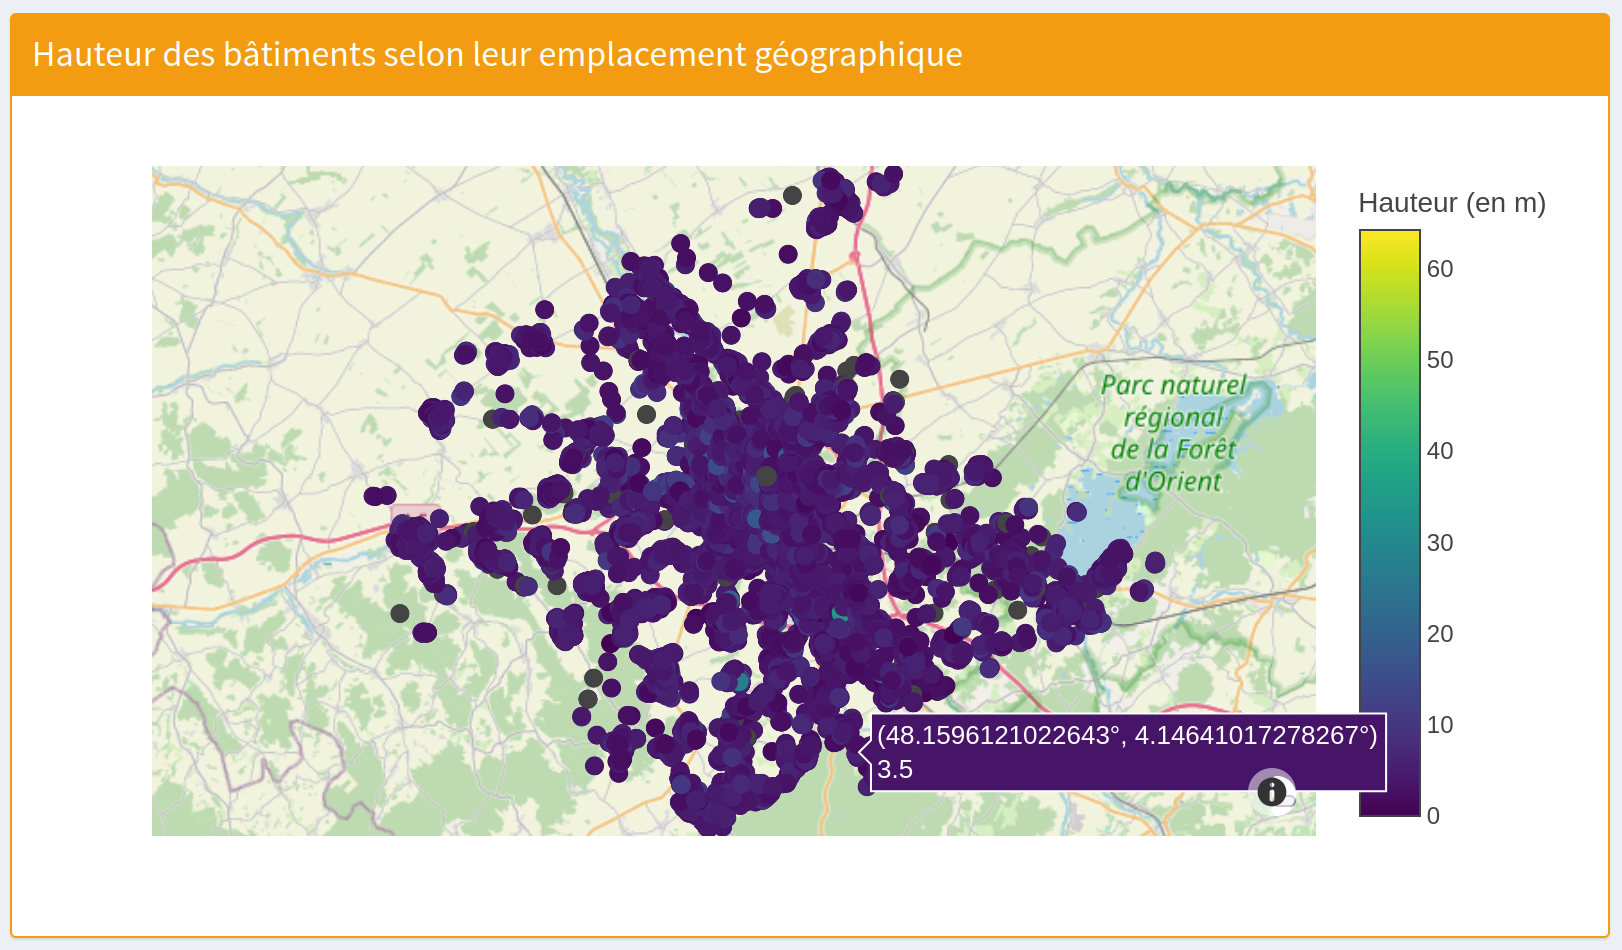 Hauteur des bâtiments selon leur emplacement géographique
Hauteur (en m)
60
50
40
30
20
10
0
Parc naturel
régional
de la Forêt
d'Orient
(48.1596121022643°, 4.14641017278267°)
3.5